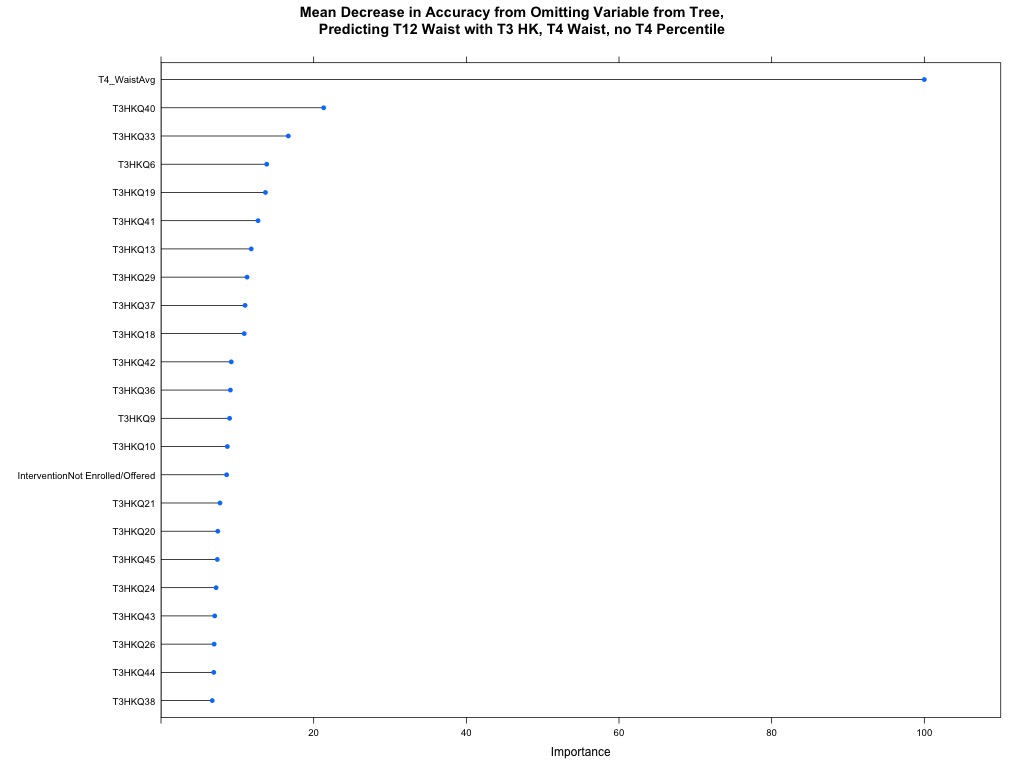 Mean Decrease in Accuracy from Omitting Variable from Tree,
Predicting T12 Waist with T3 HK, T4 Waist, no T4 Percentile
T4_WaistAvg
T3HKQ40
T3HKQ33
T3HKQ6
T3HKQ19
T3HKQ41
T3HKQ13
T3HKQ29
T3HKQ37
T3HKQ18
T3HKQ42
T3HKQ36
T3HKQ9
T3HKQ10
InterventionNot Enrolled/Offered
T3HKQ21
T3HKQ20
T3HKQ45
T3HKQ24
T3HKQ43
T3HKQ26
T3HKQ44
T3HKQ38
20 40 60 80 100
Importance